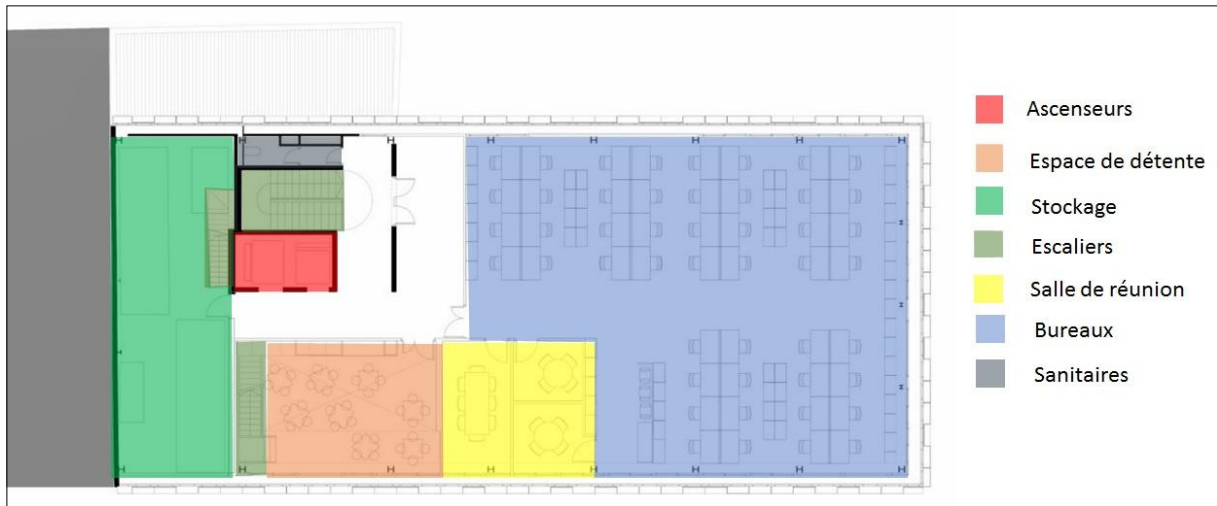 Ascenseurs
Espace de détente
Stockage
Escaliers
Salle de réunion
Bureaux
Sanitaires